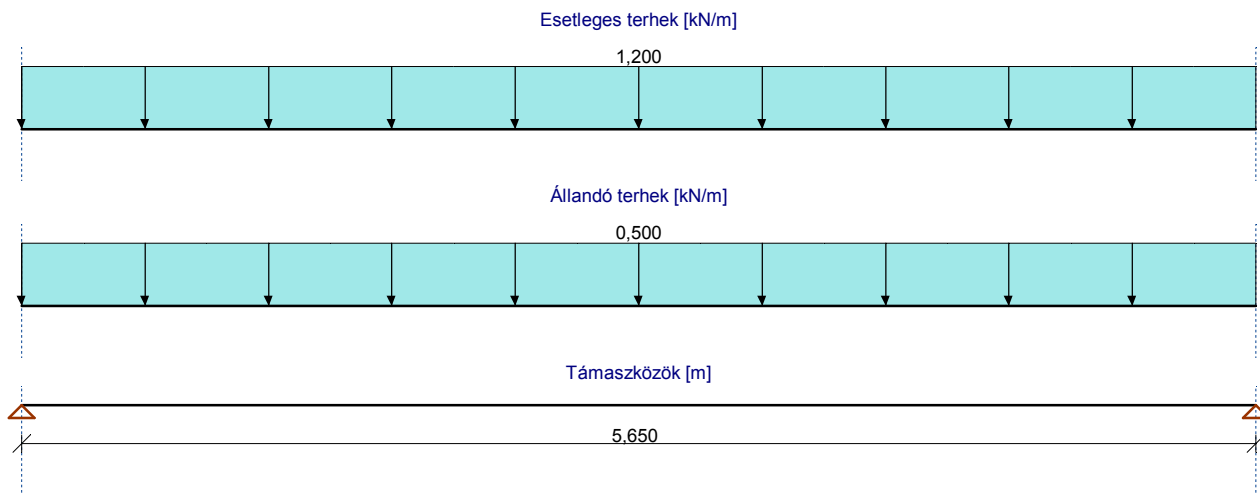 Esetleges terhek [kN/m]
1,200
Állandó terhek [kN/m]
0,500
Támaszközök [m]
5,650